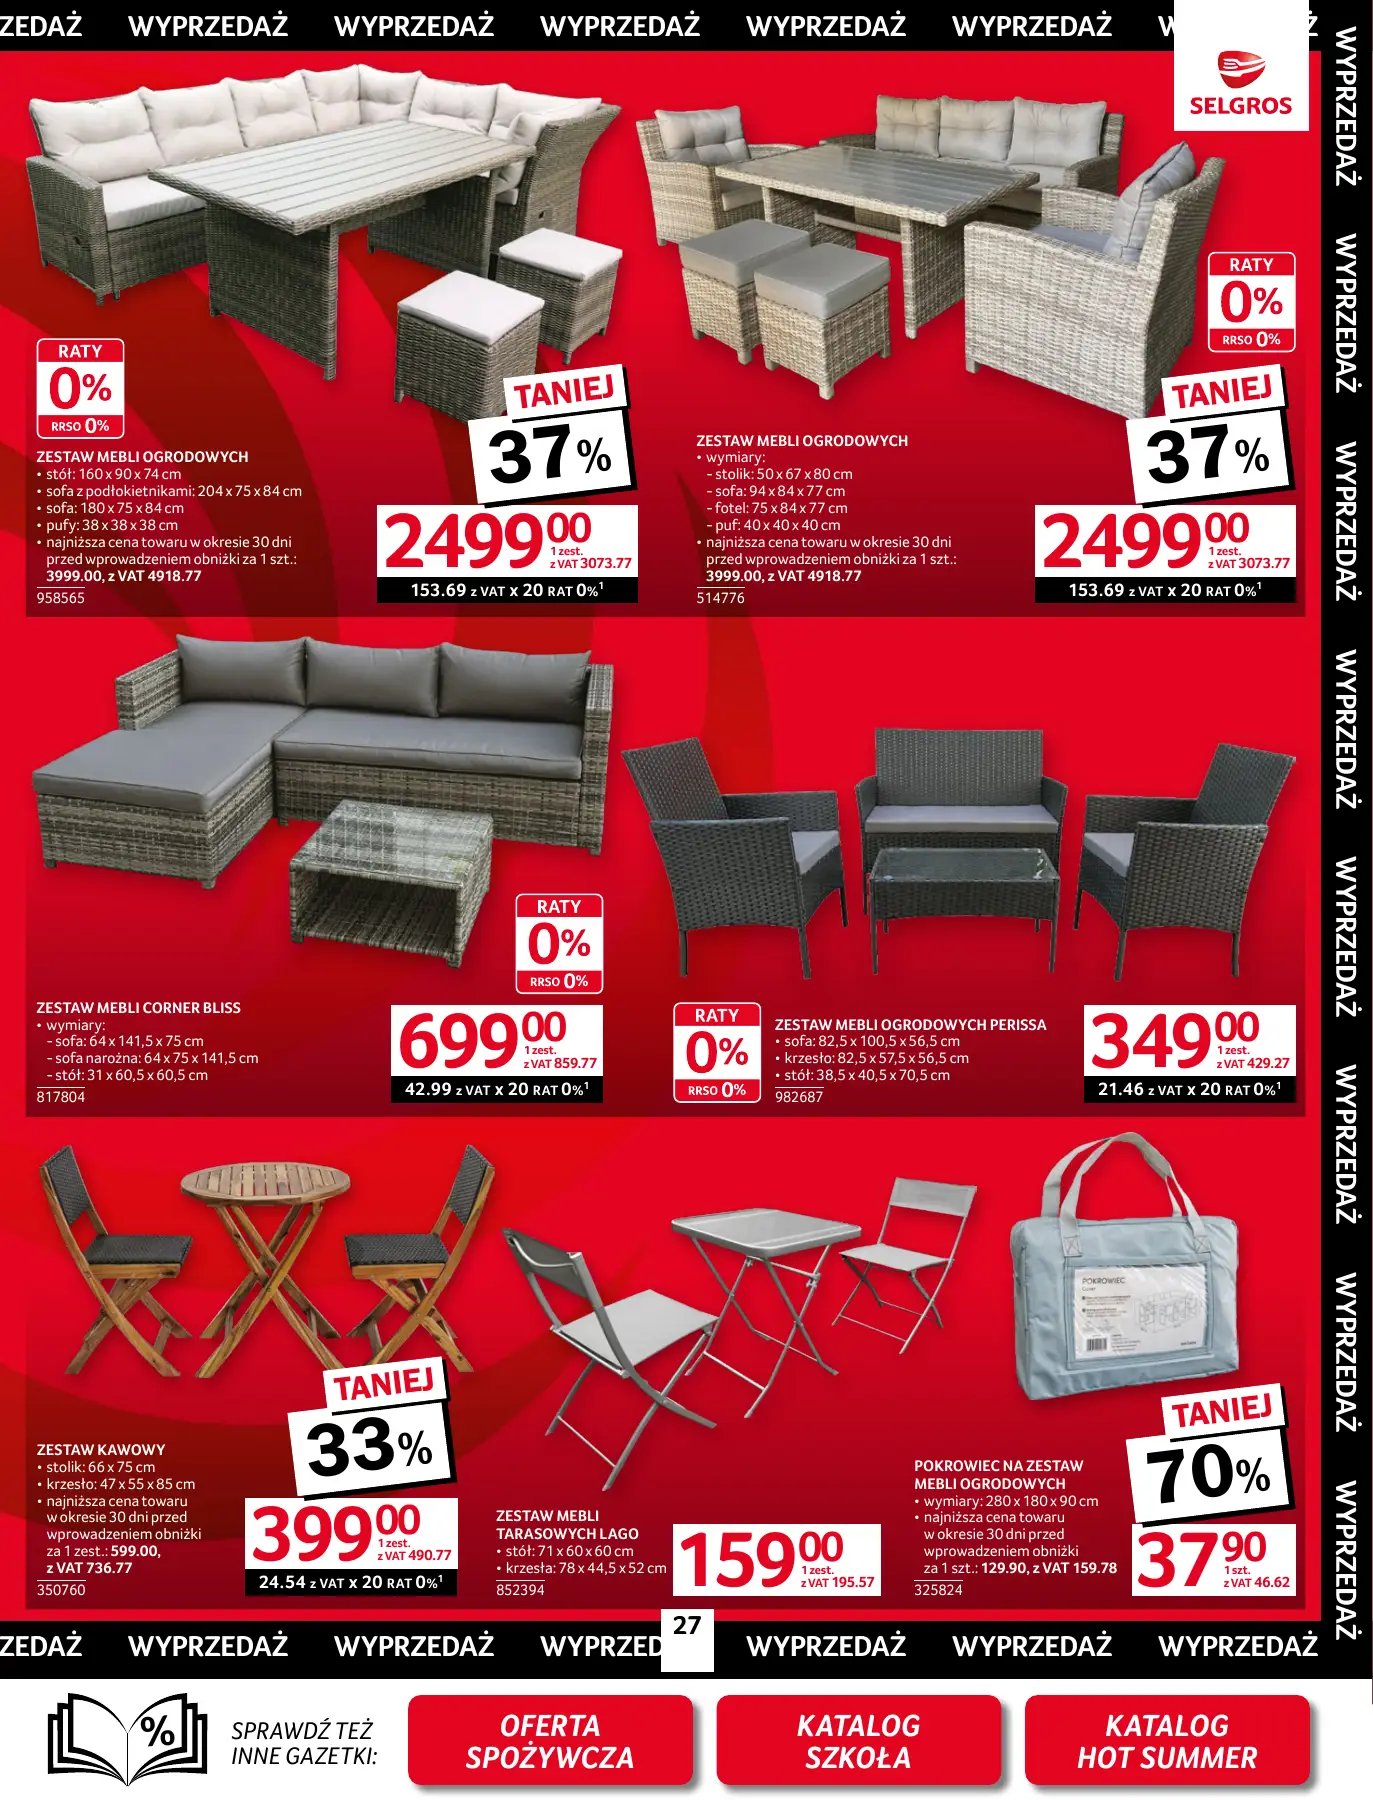 ZEDAŻ WYPRZEDAŻ WYPRZEDAŻ WYPRZEDAŻ WYPRZEDAŻ WYPRZEDAŻ
SELGROS
WYPRZEDAŻ WYPRZEDAŻ WYPRZEDAŻ WYPRZEDAŻ WYPRZEDAŻ WYPRZEDAŻ WYPRZEDAŻ WYPRZEDAŻ
RATY
0%
RRSO 0%
TANIEJ
37%
ZESTAW MEBLI OGRODOWYCH
• stół: 160 x 90 x 74 cm
• sofa z podłokietnikami: 204 x 75 x 84 cm
• sofa: 180 x 75 x 84 cm
• pufy: 38 x 38 x 38 cm
• najniższa cena towaru w okresie 30 dni
przed wprowadzeniem obniżki za 1 szt.:
3999.00, z VAT 4918.77
958565
2499 00
1 zest.
z VAT 3073.77
153.69 z VAT x 20 RAT 0%¹
RATY
0%
RRSO 0%
TANIEJ
37%
ZESTAW MEBLI OGRODOWYCH
• wymiary:
- stolik: 50 x 67 x 80 cm
- sofa: 94 x 84 x 77 cm
- fotel: 75 x 84 x 77 cm
- puf: 40 x 40 x 40 cm
• najniższa cena towaru w okresie 30 dni
przed wprowadzeniem obniżki za 1 szt.:
3999.00, z VAT 4918.77
514776
2499 00
1 zest.
z VAT 3073.77
153.69 z VAT x 20 RAT 0%¹
RATY
0%
RRSO 0%
ZESTAW MEBLI CORNER BLISS
• wymiary:
- sofa: 64 x 141,5 x 75 cm
- sofa narożna: 64 x 75 x 141,5 cm
- stół: 31 x 60,5 x 60,5 cm
817804
699 00
1 zest.
z VAT 859.77
42.99 z VAT x 20 RAT 0%¹
RATY
0%
RRSO 0%
ZESTAW MEBLI OGRODOWYCH PERISSA
• sofa: 82,5 x 100,5 x 56,5 cm
• krzesło: 82,5 x 57,5 x 56,5 cm
• stół: 38,5 x 40,5 x 70,5 cm
982687
349 00
1 zest.
z VAT 429.27
21.46 z VAT x 20 RAT 0%¹
TANIEJ
33%
ZESTAW KAWOWY
• stolik: 66 x 75 cm
• krzesło: 47 x 55 x 85 cm
• najniższa cena towaru
w okresie 30 dni przed
wprowadzeniem obniżki
za 1 zest.: 599.00,
z VAT 736.77
350760
399 00
1 zest.
z VAT 490.77
24.54 z VAT x 20 RAT 0%¹
ZESTAW MEBLI
TARASOWYCH LAGO
• stół: 71 x 60 x 60 cm
• krzesła: 78 x 44,5 x 52 cm
852394
159 00
1 zest.
z VAT 195.57
POKROWIEC
TANIEJ
70%
POKROWIEC NA ZESTAW
MEBLI OGRODOWYCH
• wymiary: 280 x 180 x 90 cm
• najniższa cena towaru
w okresie 30 dni przed
wprowadzeniem obniżki
za 1 szt.: 129.90, z VAT 159.78
325824
37 90
1 szt.
z VAT 46.62
ZEDAŻ WYPRZEDAŻ WYPRZEDAŻ WYPRZED WYPRZEDAŻ WYPRZEDAŻ WYPRZEDAŻ
27
%
SPRAWDŹ TEŻ
INNE GAZETKI:
OFERTA
SPOŻYWCZA
KATALOG
SZKOŁA
KATALOG
HOT SUMMER